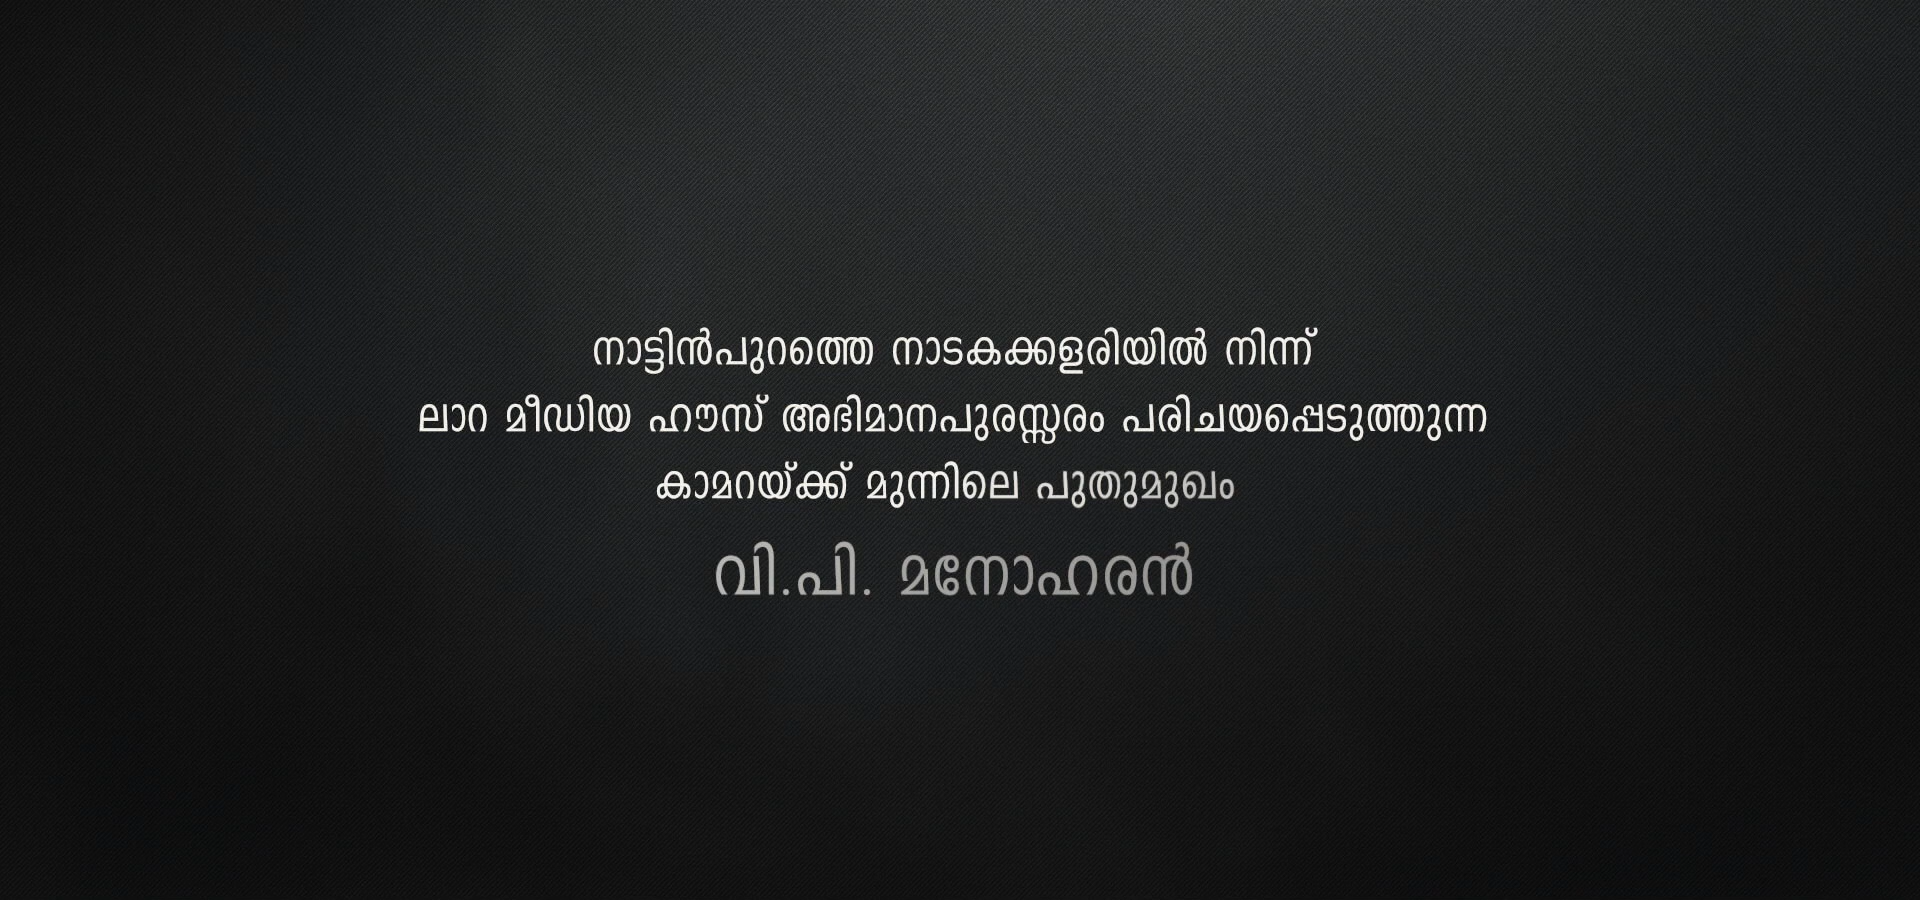 നാട്ടിൻപുറത്തെ നാടകക്കളരിയിൽ നിന്ന്
ലാറ മീഡിയ ഹൗസ് അഭിമാനപുരസ്സരം പരിചയപ്പെടുത്തുന്ന
കാമറയ്ക്ക് മുന്നിലെ പുതുമുഖം
വി.പി. മനോഹരൻ